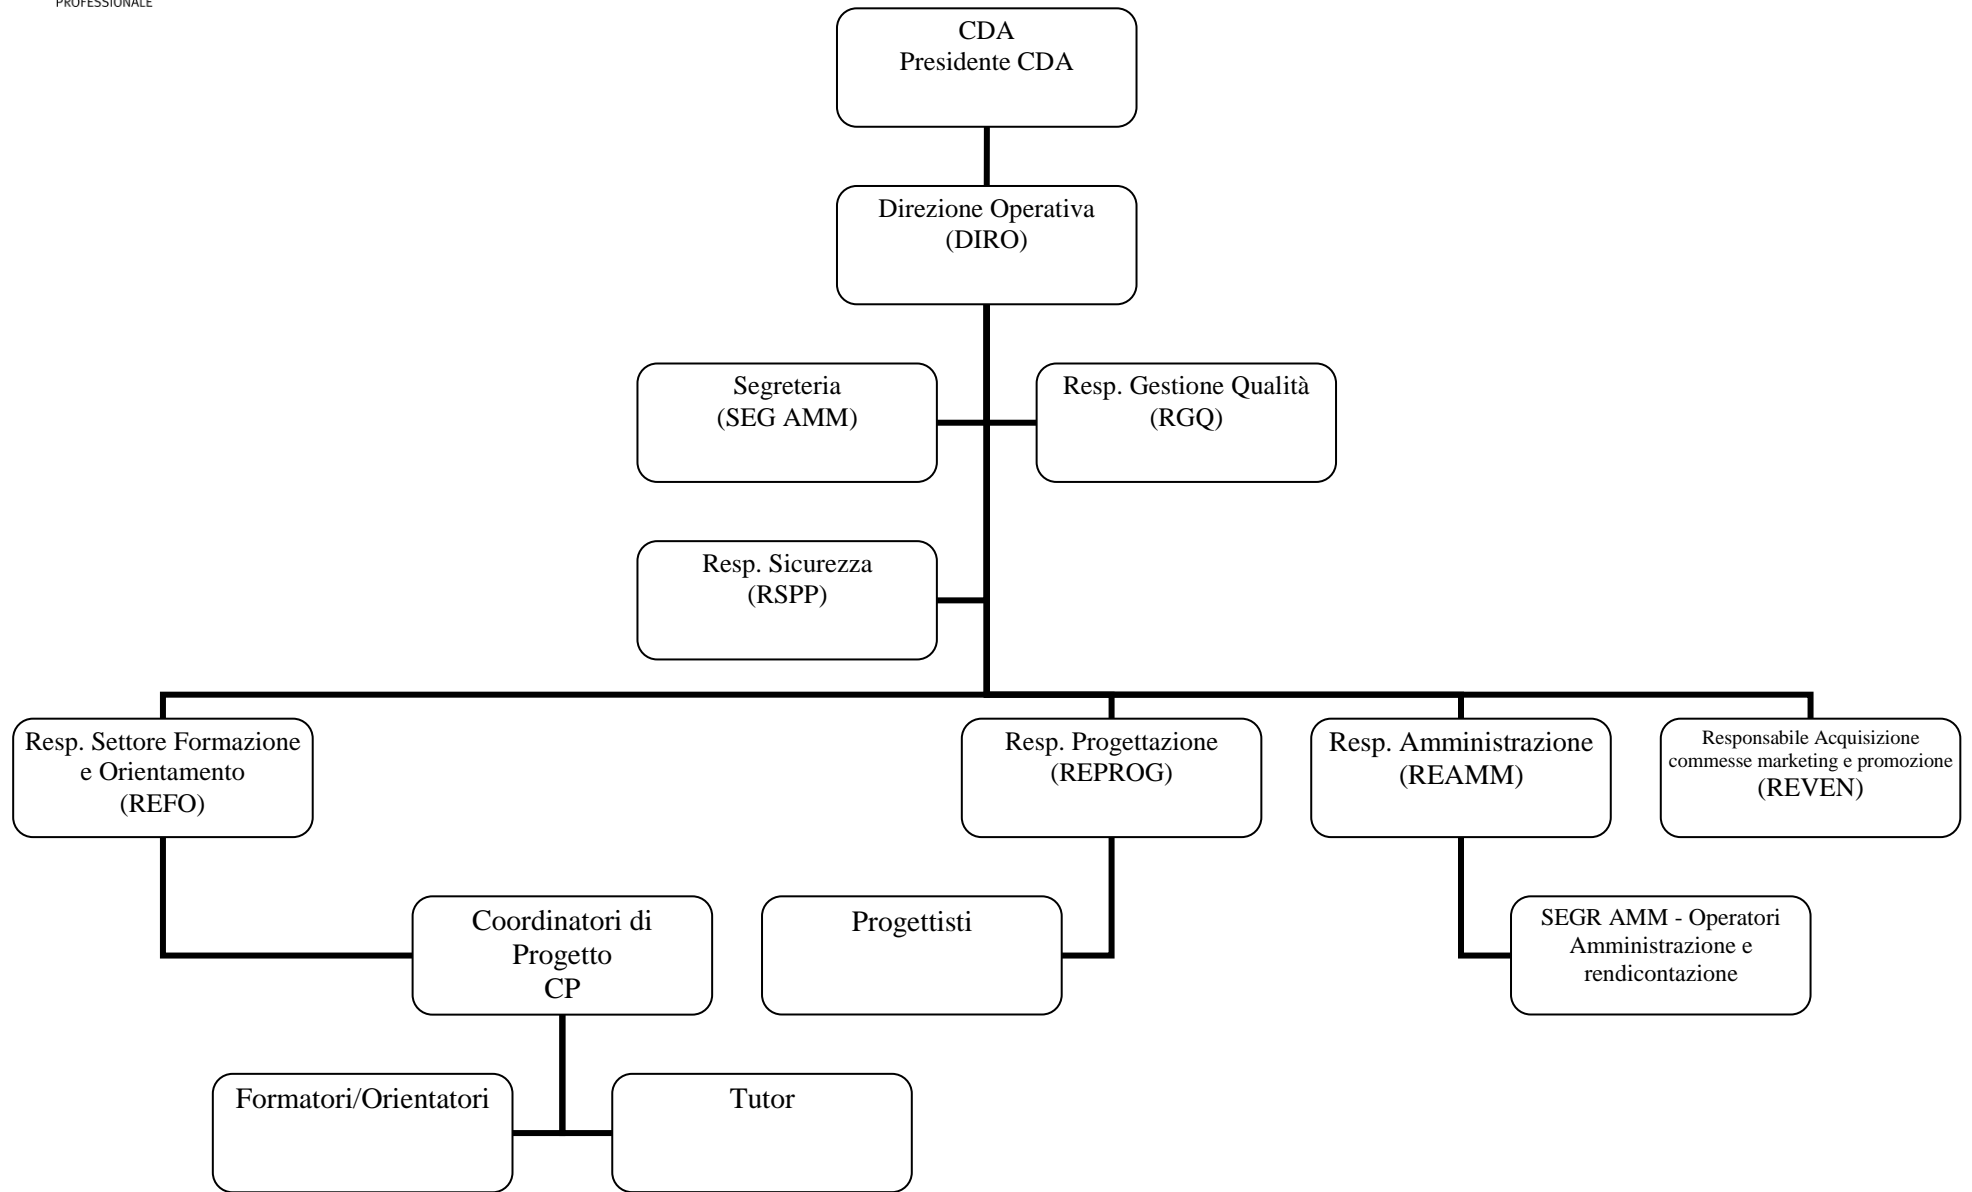 PROFESSIONALE
CDA
Presidente CDA
Direzione Operativa
(DIRO)
Segreteria
(SEG AMM)
Resp. Gestione Qualità
(RGQ)
Resp. Sicurezza
(RSPP)
Resp. Settore Formazione
e Orientamento
(REFO)
Resp. Progettazione
(REPROG)
Resp. Amministrazione
(REAMM)
Responsabile Acquisizione
commesse marketing e promozione
(REVEN)
Coordinatori di
Progetto
CP
Progettisti
SEGR AMM - Operatori
Amministrazione e
rendicontazione
Formatori/Orientatori
Tutor